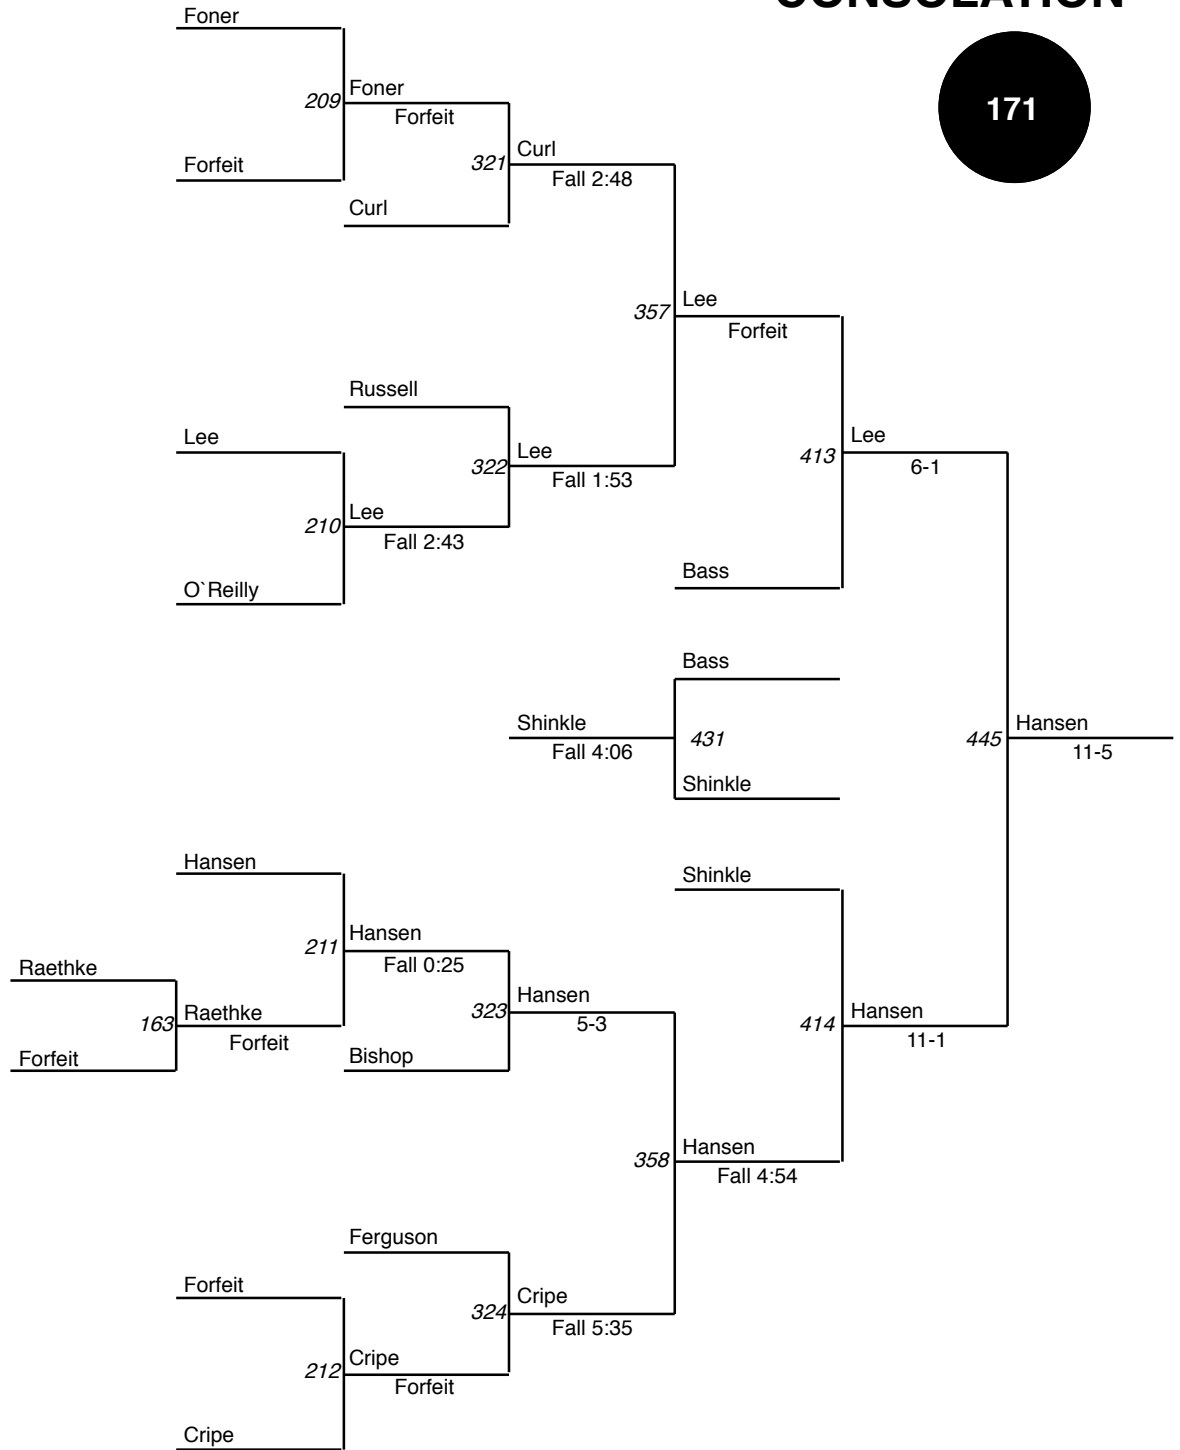 CONSOLATION
Foner
171
Foner
209
Forfeit
Curl
321
Forfeit
Fall 2:48
Curl
Lee
357
Forfeit
Russell
Lee
Lee
413
6-1
Lee
322
Fall 1:53
Lee
210
Fall 2:43
Bass
O`Reilly
Bass
Shinkle
431
445
Hansen
Fall 4:06
11-5
Shinkle
Hansen
Shinkle
Hansen
211
Fall 0:25
Raethke
Hansen
Raethke
163
323
5-3
Hansen
414
11-1
Forfeit
Forfeit
Bishop
Hansen
358
Fall 4:54
Ferguson
Forfeit
Cripe
324
Fall 5:35
Cripe
212
Forfeit
Cripe